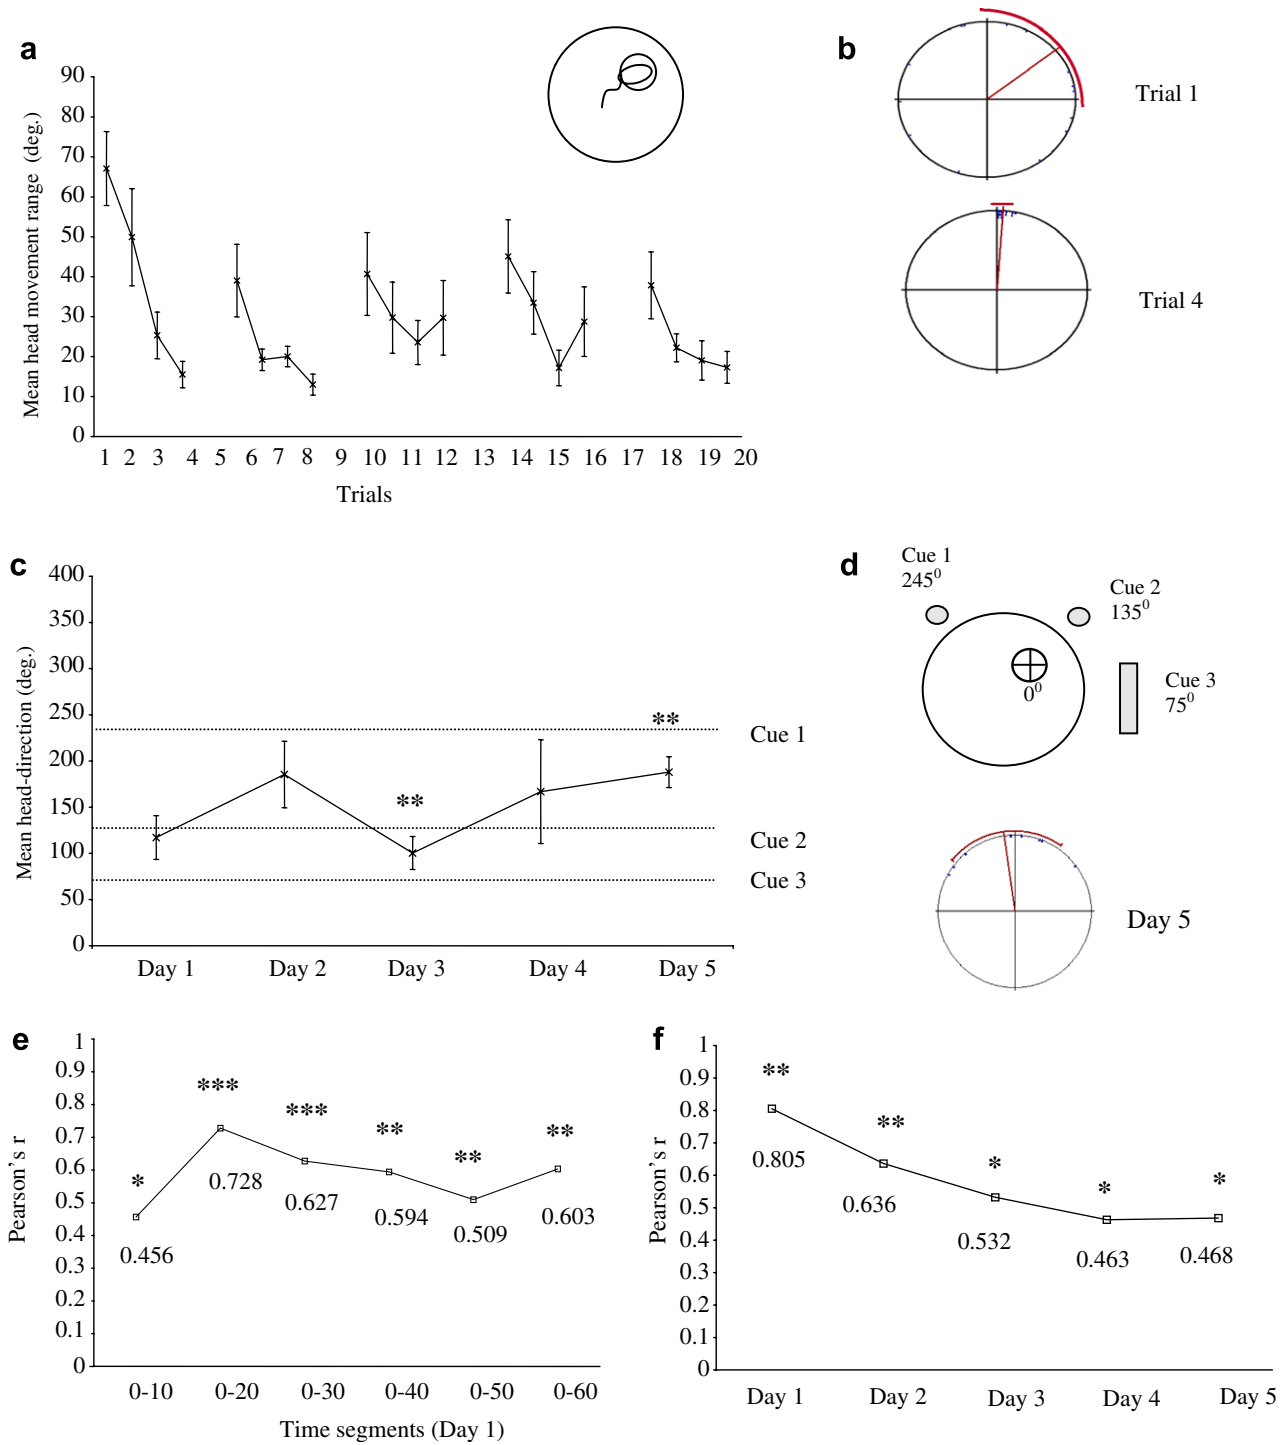 a
Mean head movement range (deg.)
90
80
70
60
50
40
30
20
10
0
1 2 3 4 5 6 7 8 9 10 11 12 13 14 15 16 17 18 19 20
Trials
b
Trial 1
Trial 4
c
Mean head-direction (deg.)
400
350
300
250
200
150
100
50
0
**
**
Cue 1
Cue 2
Cue 3
Day 1 Day 2 Day 3 Day 4 Day 5
d
Cue 1
245⁰
Cue 2
135⁰
0⁰
Cue 3
75⁰
Day 5
e
Pearson's r
1
0.9
0.8
0.7
0.6
0.5
0.4
0.3
0.2
0.1
0
* *** *** ** ** **
0.456 0.728 0.627 0.594 0.509 0.603
0-10 0-20 0-30 0-40 0-50 0-60
Time segments (Day 1)
f
Pearson's r
1
0.9
0.8
0.7
0.6
0.5
0.4
0.3
0.2
0.1
0
** ** * * *
0.805 0.636 0.532 0.463 0.468
Day 1 Day 2 Day 3 Day 4 Day 5